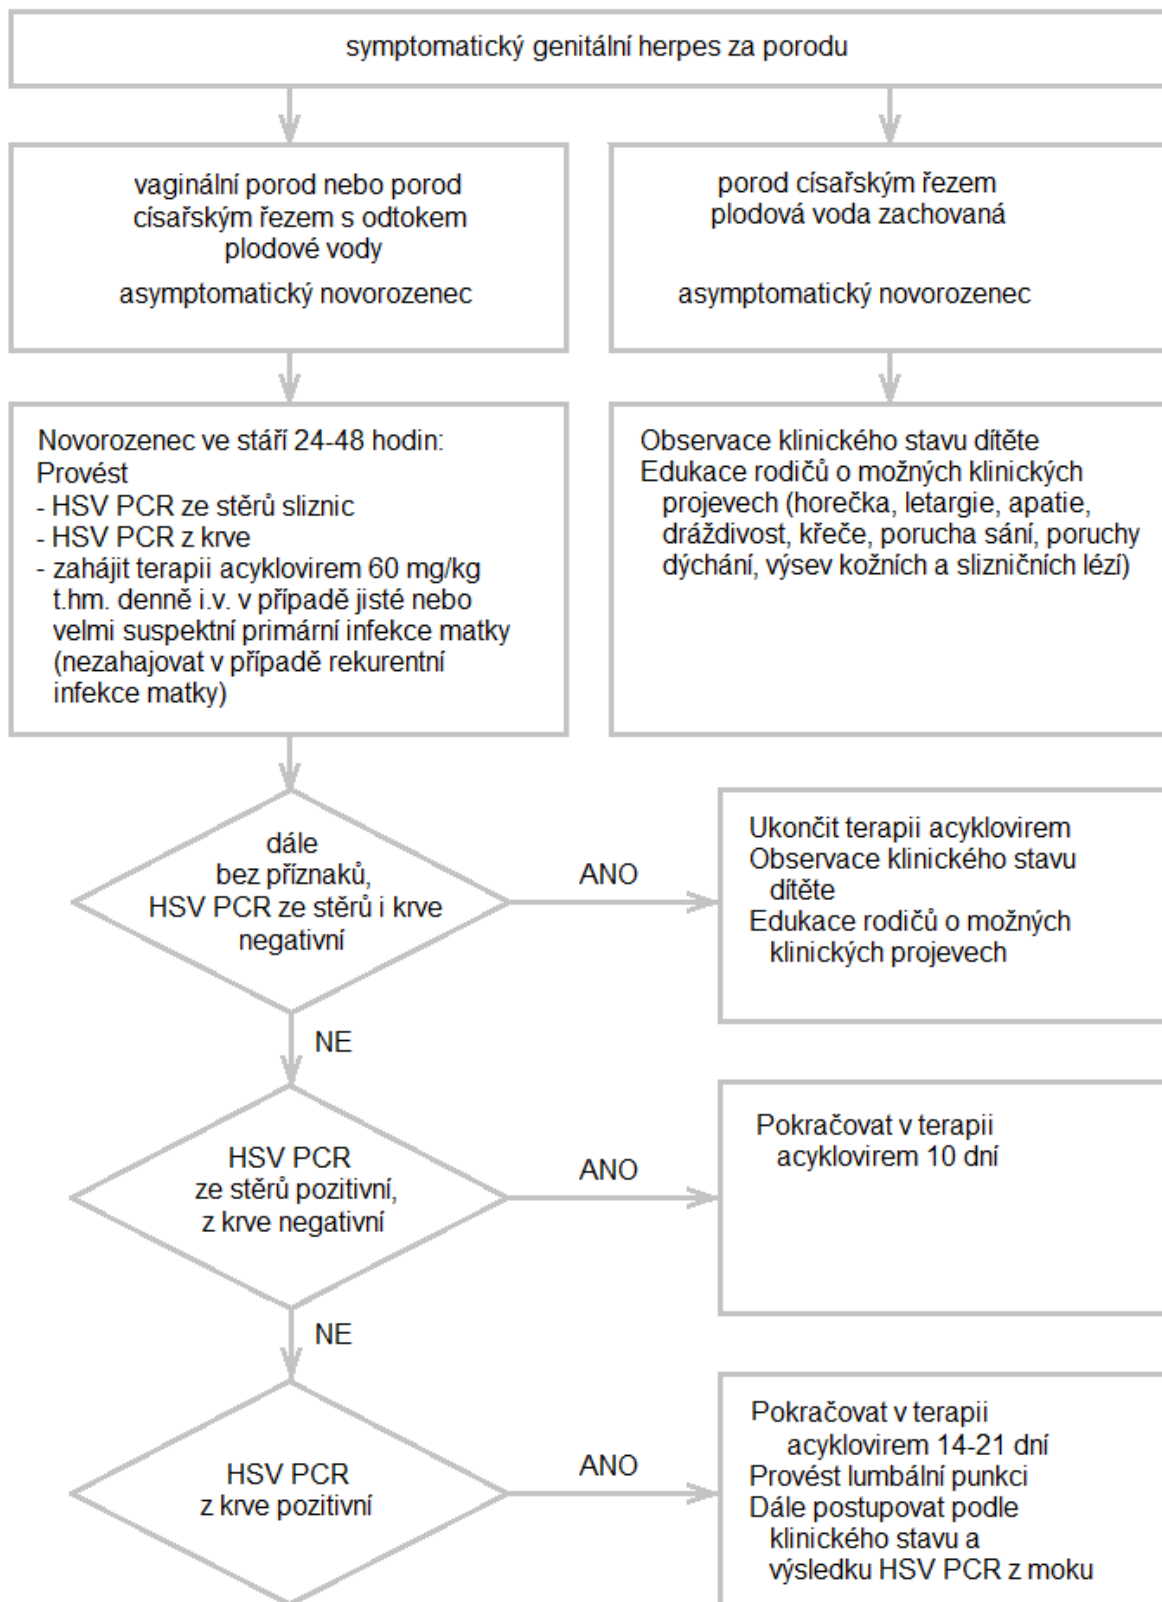 symptomatický genitální herpes za porodu
vaginální porod nebo porod
císařským řezem s odtokem
plodové vody
asymptomatický novorozenec
porod císařským řezem
plodová voda zachovaná
asymptomatický novorozenec
Novorozenec ve stáří 24-48 hodin:
Provést
- HSV PCR ze stěrů sliznic
- HSV PCR z krve
- zahájit terapii acyklovirem 60 mg/kg
t.hm. denně i.v. v případě jisté nebo
velmi suspektní primární infekce matky
(nezahajovat v případě rekurentní
infekce matky)
Observace klinického stavu dítěte
Edukace rodičů o možných klinických
projevech (horečka, letargie, apatie,
dráždivost, křeče, porucha sání, poruchy
dýchání, výsev kožních a slizničních lézí)
dále
bez příznaků,
HSV PCR ze stěrů i krve
negativní
ANO
Ukončit terapii acyklovirem
Observace klinického stavu
dítěte
Edukace rodičů o možných
klinických projevech
NE
HSV PCR
ze stěrů pozitivní,
z krve negativní
ANO
Pokračovat v terapii
acyklovirem 10 dní
NE
HSV PCR
z krve pozitivní
ANO
Pokračovat v terapii
acyklovirem 14-21 dní
Provést lumbální punkci
Dále postupovat podle
klinického stavu a
výsledku HSV PCR z moku